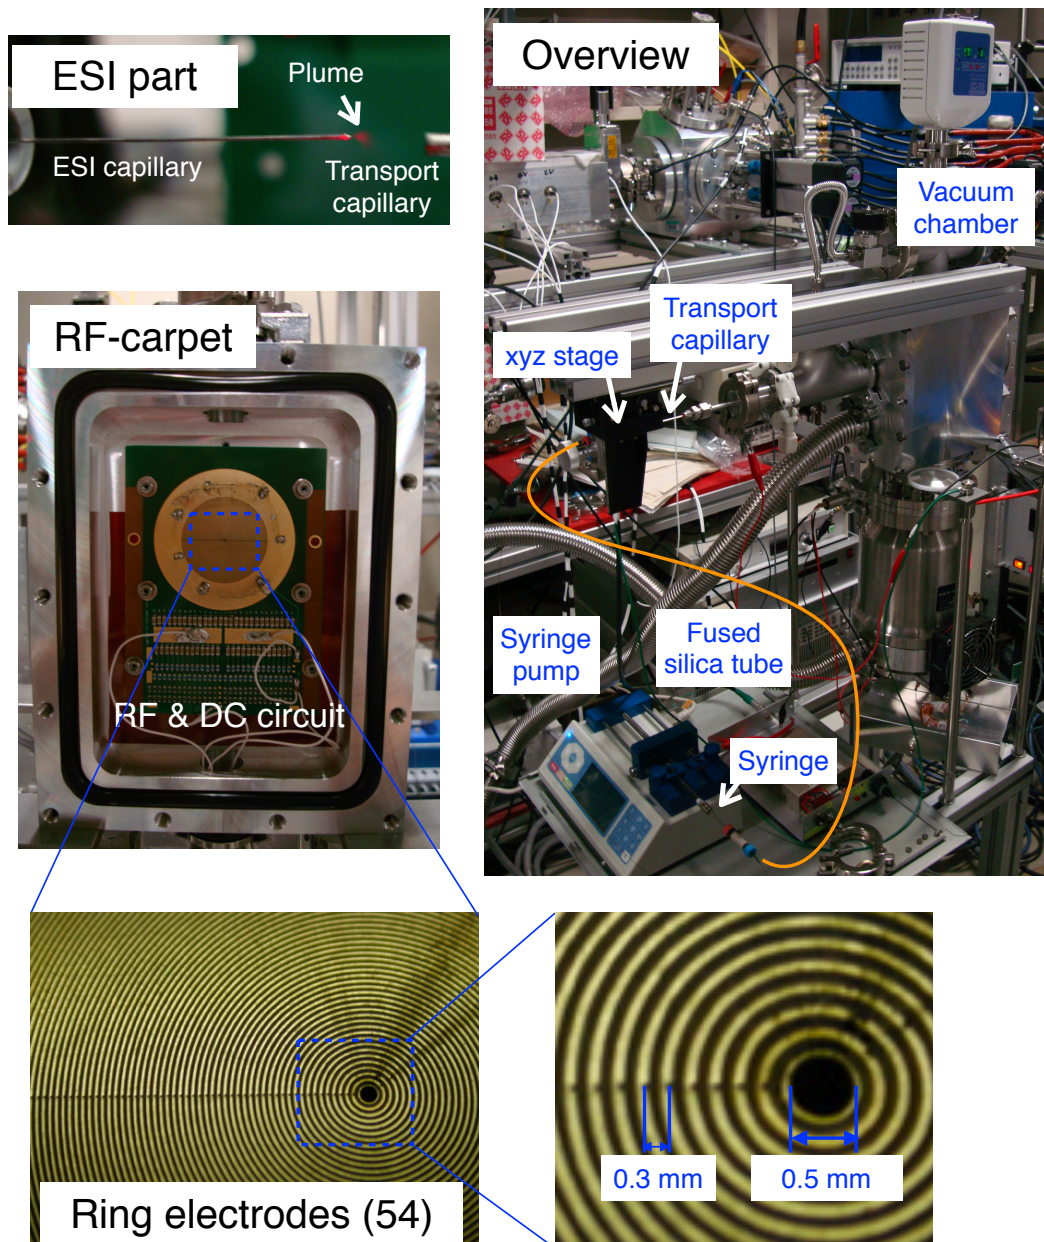 ESI part
Plume
ESI capillary
Transport
capillary
Overview
Vacuum
chamber
Transport
capillary
xyz stage
Syringe
pump
Fused
silica tube
Syringe
RF-carpet
RF & DC circuit
Ring electrodes (54)
0.3 mm
0.5 mm